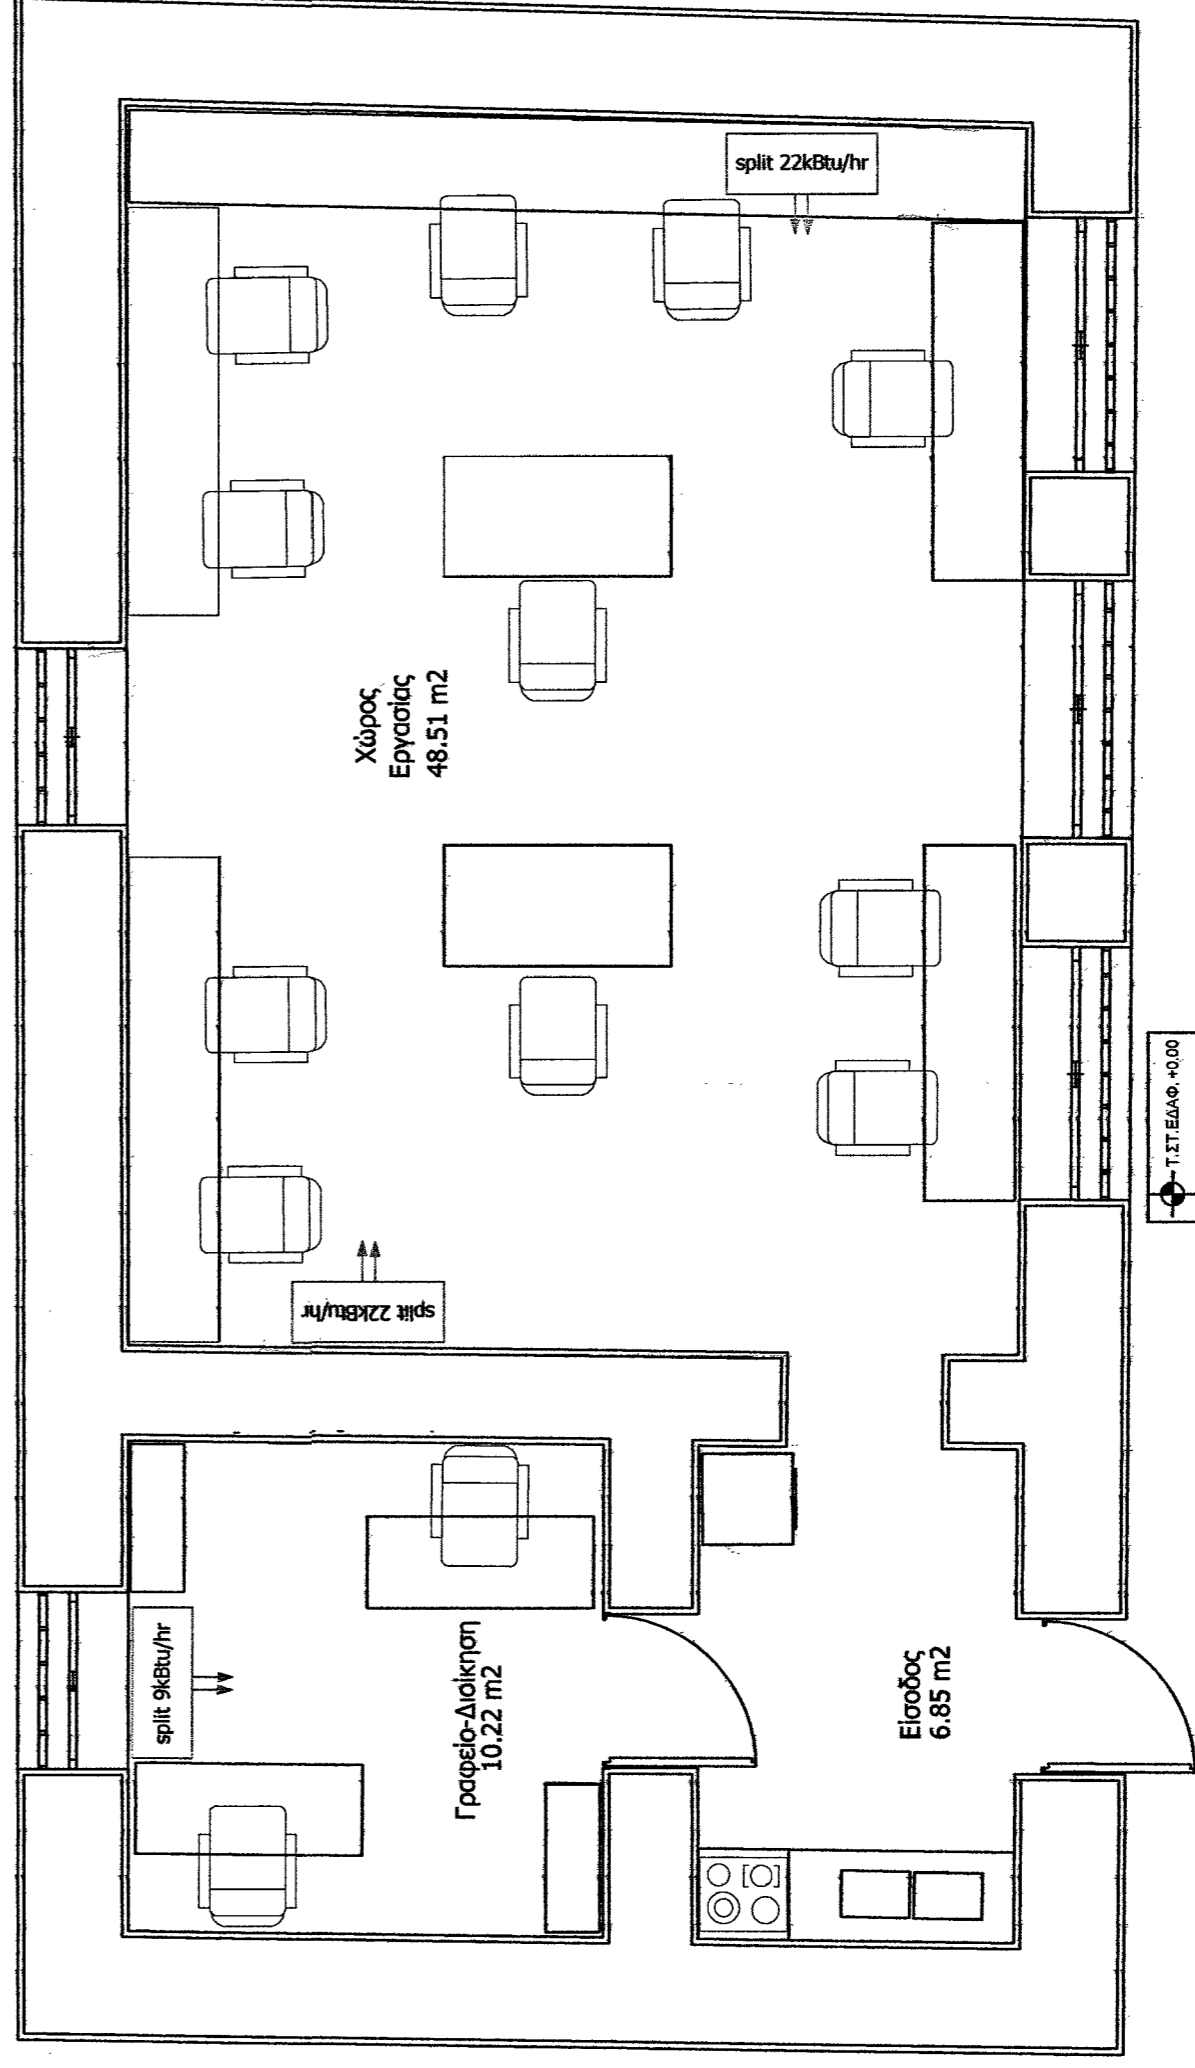 split 22kBtu/hr
Χώρος
Εργασίας
48.51 m2
split 22kBtu/hr
Τ.ΣΤ.ΕΔΑΦ. +0.00
split 9kBtu/hr
Γραφείο-Διοίκηση
10.22 m2
Είσοδος
6.85 m2